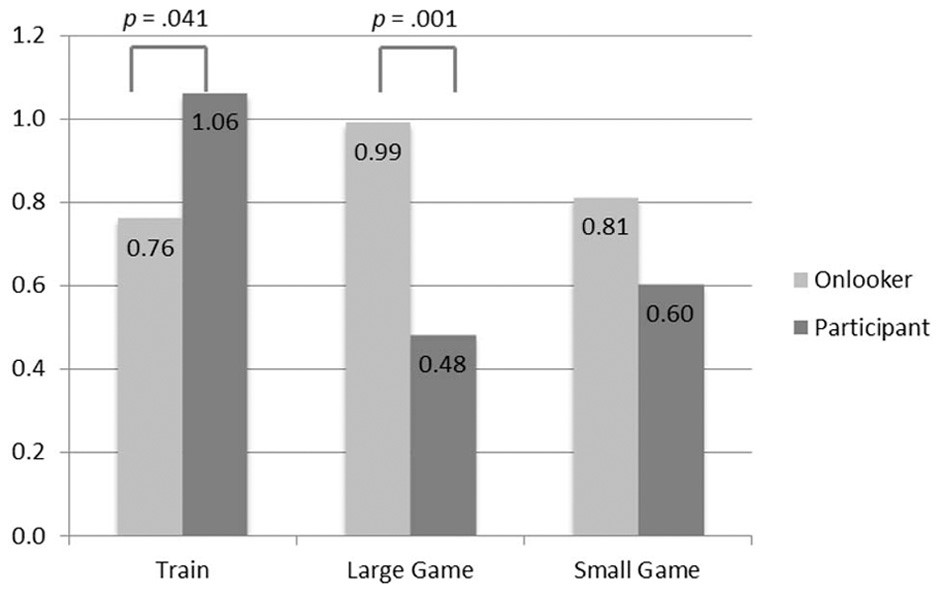 p = .041
p = .001
1.2
1.0
0.8
0.6
0.4
0.2
0.0
0.76
1.06
0.99
0.48
0.81
0.60
Train
Large Game
Small Game
Onlooker
Participant